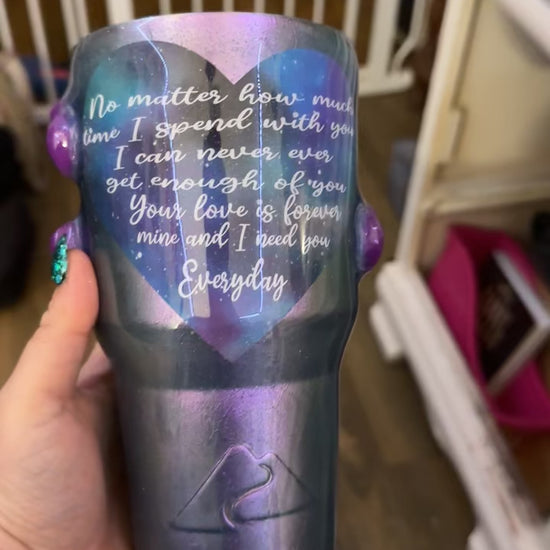 No matter how much
time I spend with you
I can never ever
get enough of you
Your love is forever
mine and I need you
Everyday